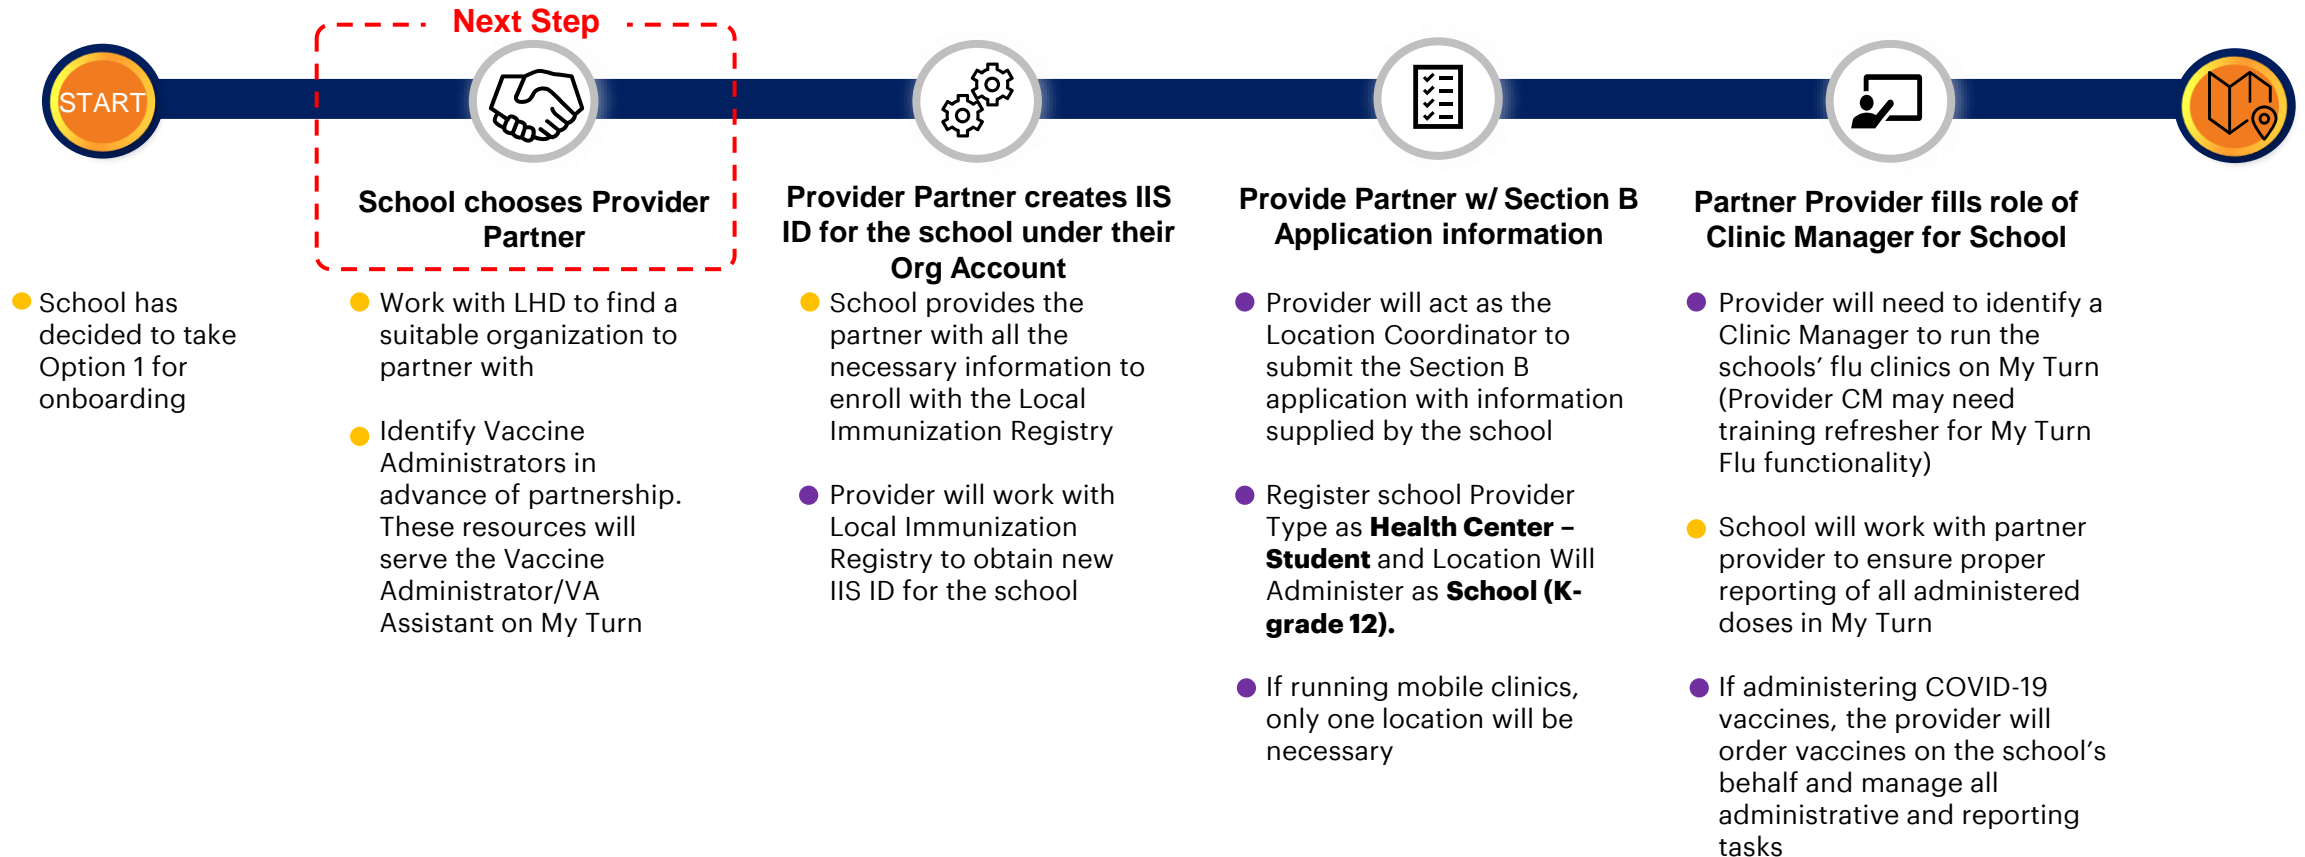 Next Step
START
School chooses Provider
Partner
Provider Partner creates IIS
ID for the school under their
Org Account
Provide Partner w/ Section B
Application information
Partner Provider fills role of
Clinic Manager for School
School has
decided to take
Option 1 for
onboarding
Work with LHD to find a
suitable organization to
partner with
Identify Vaccine
Administrators in
advance of partnership.
These resources will
serve the Vaccine
Administrator/VA
Assistant on My Turn
School provides the
partner with all the
necessary information to
enroll with the Local
Immunization Registry
Provider will work with
Local Immunization
Registry to obtain new
IIS ID for the school
Provider will act as the
Location Coordinator to
submit the Section B
application with information
supplied by the school
Register school Provider
Type as Health Center –
Student and Location Will
Administer as School (K-
grade 12).
If running mobile clinics,
only one location will be
necessary
Provider will need to identify a
Clinic Manager to run the
schools’ flu clinics on My Turn
(Provider CM may need
training refresher for My Turn
Flu functionality)
School will work with partner
provider to ensure proper
reporting of all administered
doses in My Turn
If administering COVID-19
vaccines, the provider will
order vaccines on the school’s
behalf and manage all
administrative and reporting
tasks